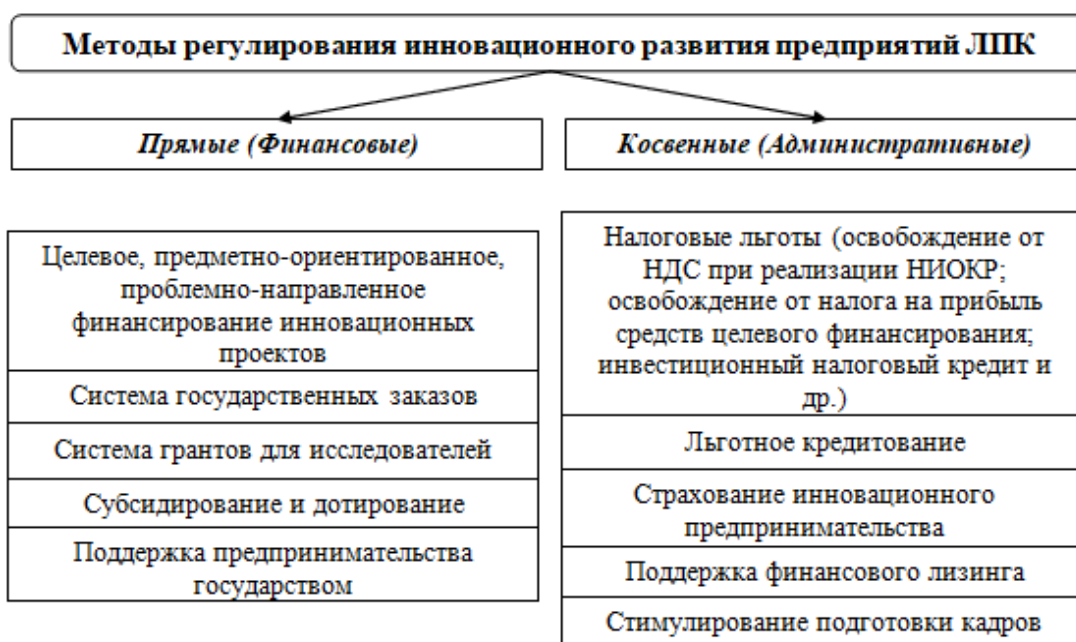 Методы регулирования инновационного развития предприятий ЛПК
Прямые (Финансовые)
Целевое, предметно-ориентированное,
проблемно-направленное
финансирование инновационных
проектов
Система государственных заказов
Система грантов для исследователей
Субсидирование и дотирование
Поддержка предпринимательства
государством
Косвенные (Административные)
Налоговые льготы (освобождение от
НДС при реализации НИОКР;
освобождение от налога на прибыль
средств целевого финансирования;
инвестиционный налоговый кредит и
др.)
Льготное кредитование
Страхование инновационного
предпринимательства
Поддержка финансового лизинга
Стимулирование подготовки кадров